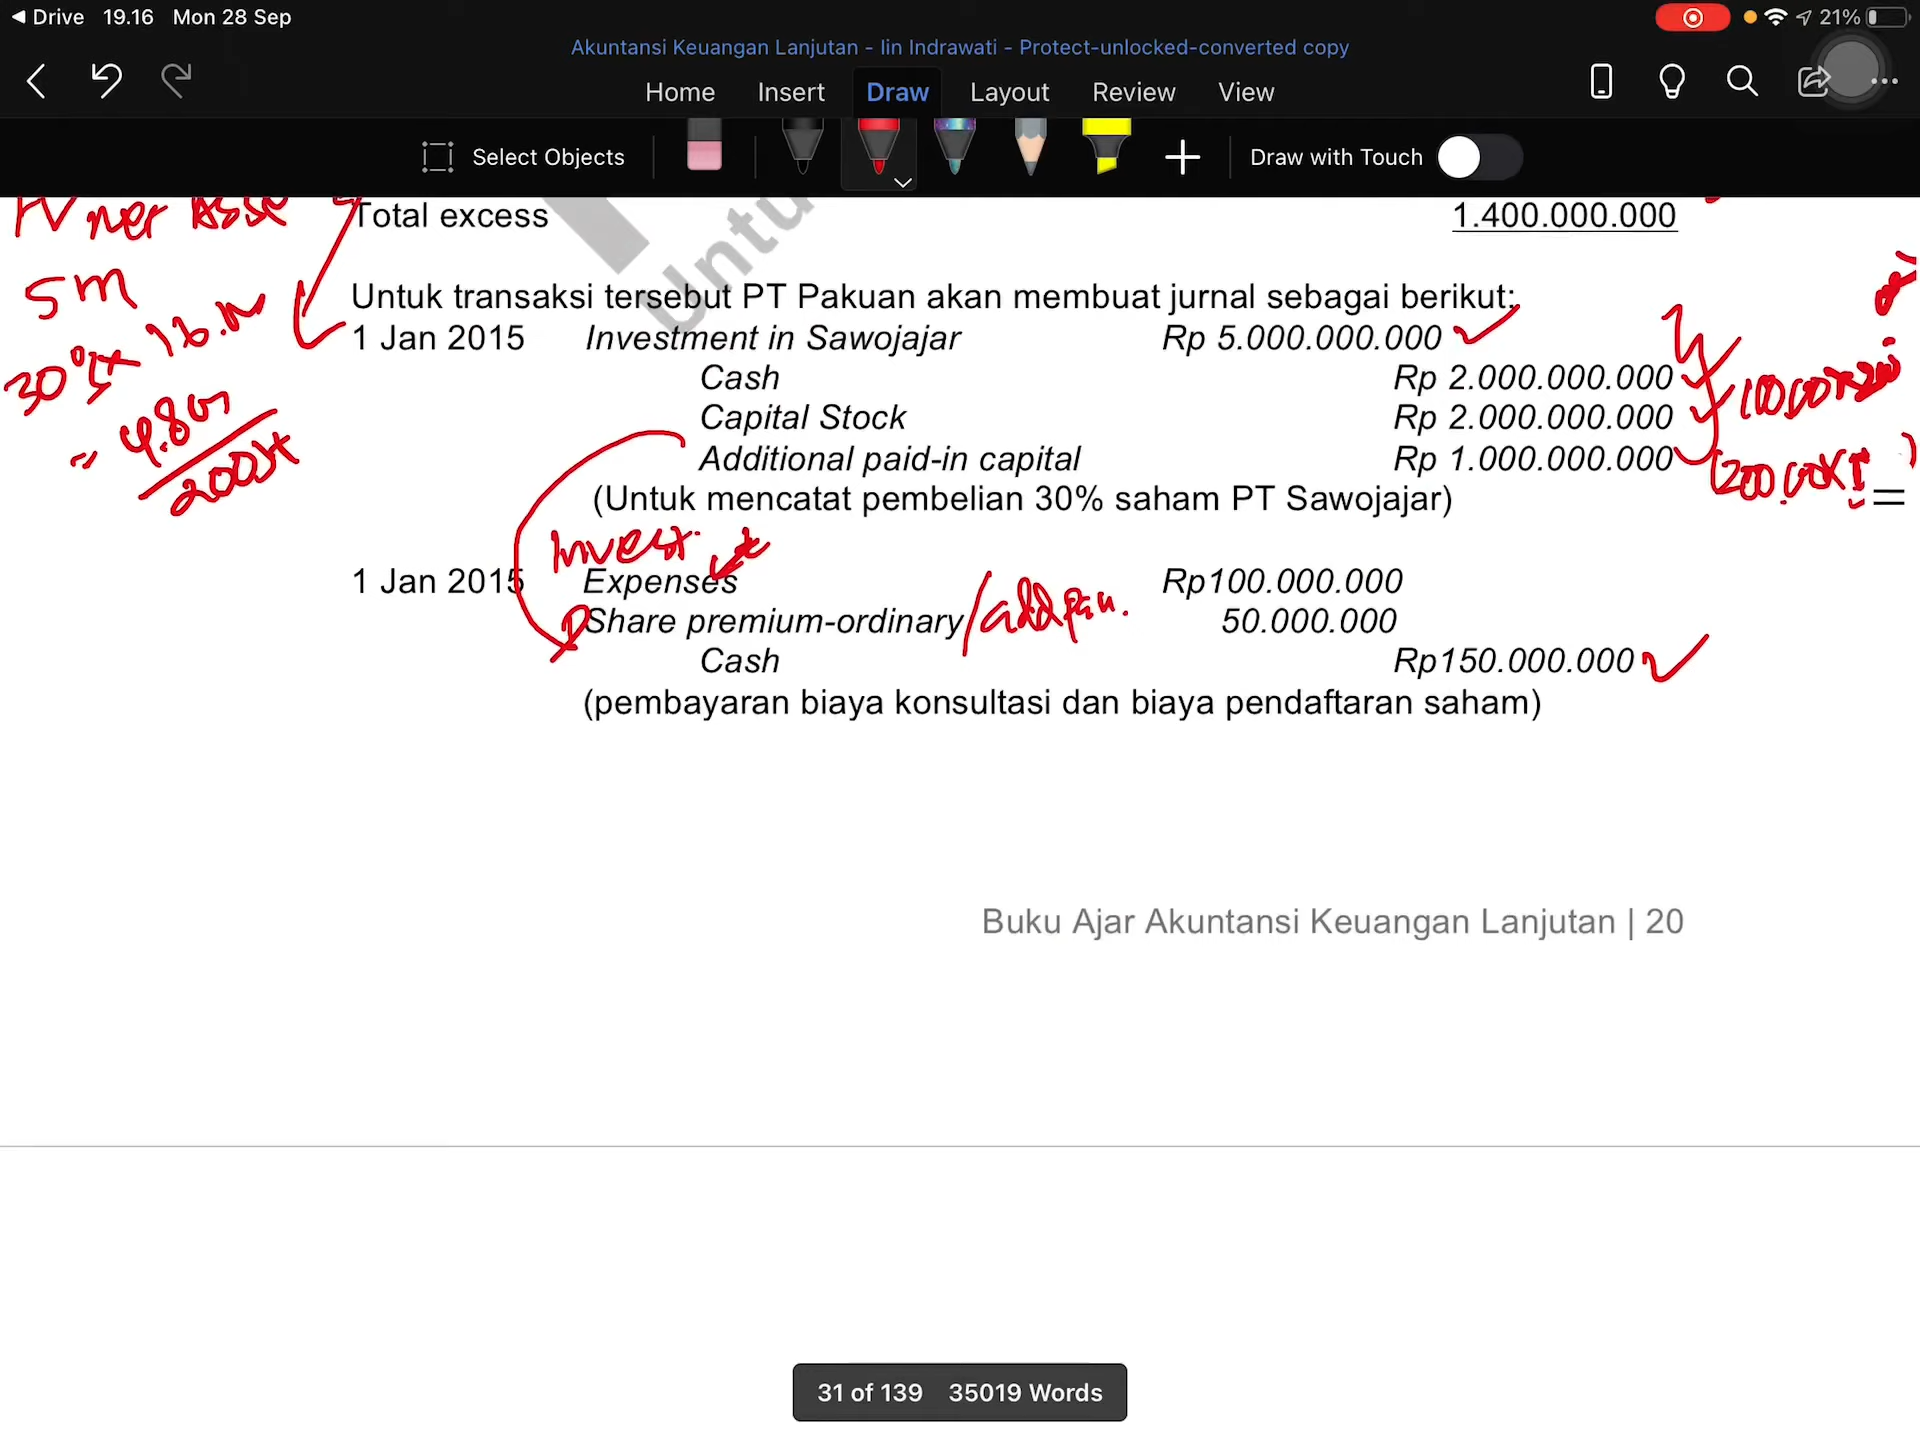 Drive 19.16 Mon 28 Sep
21%
Akuntansi Keuangan Lanjutan - Iin Indrawati - Protect-unlocked-converted copy
Home Insert Draw Layout Review View
Select Objects
Draw with Touch
Untu
Total excess 1.400.000.000
5m
30% x 16.
= 4.8
Untuk transaksi tersebut PT Pakuan akan membuat jurnal sebagai berikut:
1 Jan 2015 Investment in Sawojajar Rp 5.000.000.000
Cash Rp 2.000.000.000
Capital Stock Rp 2.000.000.000
Additional paid-in capital Rp 1.000.000.000
(Untuk mencatat pembelian 30% saham PT Sawojajar)
Invest.
1 Jan 2015 Expenses Rp100.000.000
Share premium-ordinary 50.000.000
Cash Rp150.000.000
(pembayaran biaya konsultasi dan biaya pendaftaran saham)
Buku Ajar Akuntansi Keuangan Lanjutan | 20
31 of 139 35019 Words